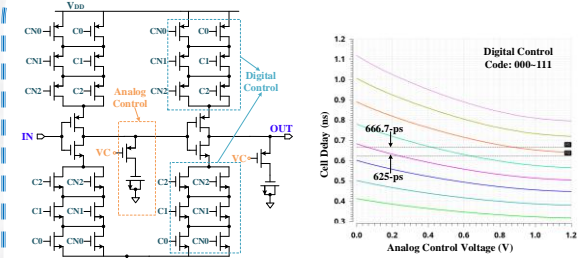 VDD
CN0 C0 CN0 C0
CN1 C1 CN1 C1
CN2 C2 CN2 C2
Analog
Control
Digital
Control
IN
OUT
VC
VC
C2 CN2 C2 CN2
C1 CN1 C1 CN1
C0 CN0 C0 CN0
Digital Control
Code: 000~111
666.7-ps
625-ps
Cell Delay (ns)
1.2
1.1
1.0
0.9
0.8
0.7
0.6
0.5
0.4
0.3
0.0 0.2 0.4 0.6 0.8 1.0 1.2
Analog Control Voltage (V)